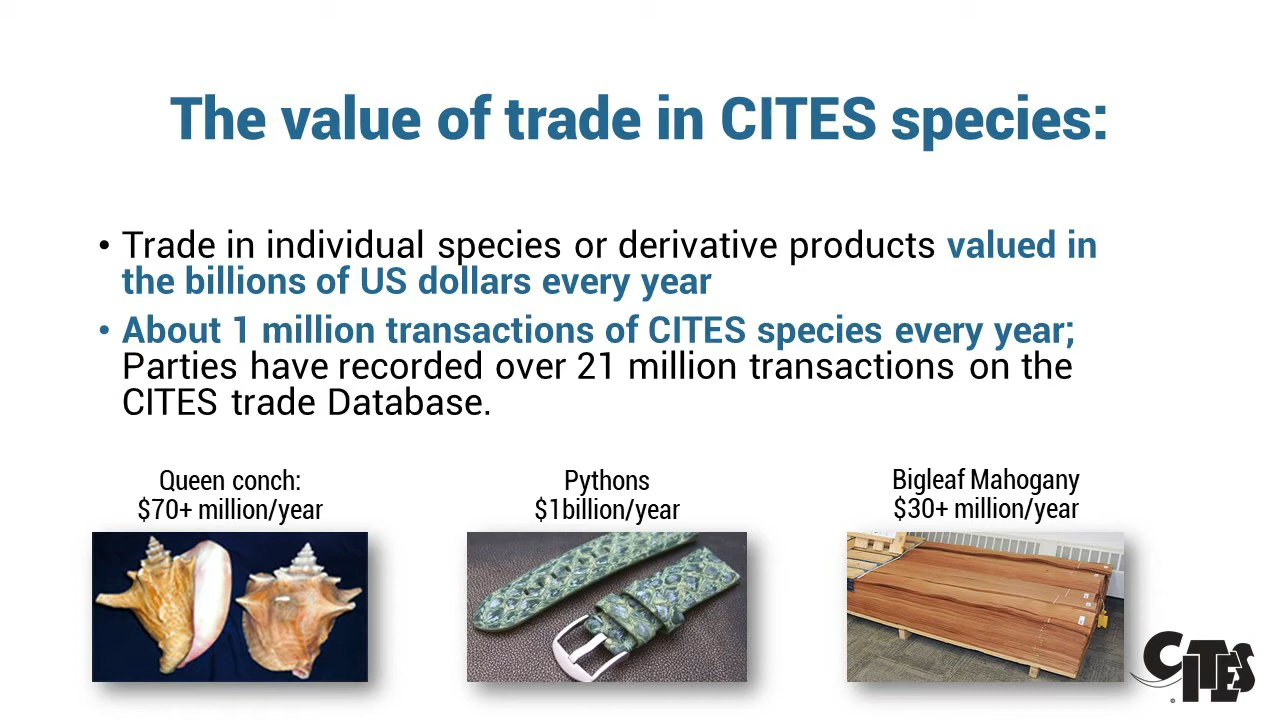 The value of trade in CITES species:
• Trade in individual species or derivative products valued in
the billions of US dollars every year
• About 1 million transactions of CITES species every year;
Parties have recorded over 21 million transactions on the
CITES trade Database.
Queen conch:
$70+ million/year
Pythons
$1billion/year
Bigleaf Mahogany
$30+ million/year
CITES
®